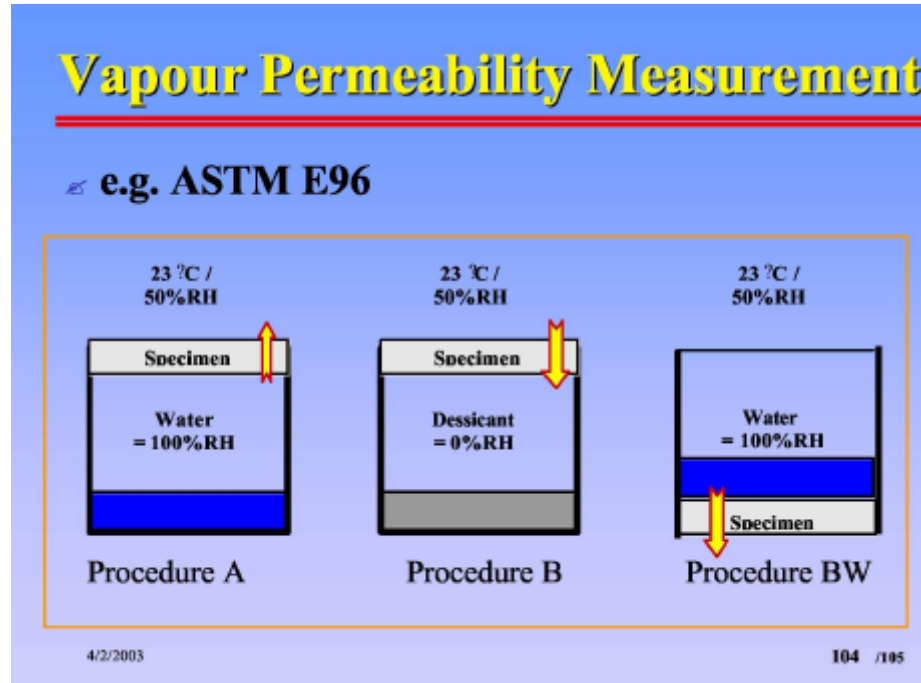 Vapour Permeability Measurement
e.g. ASTM E96
23 ?C /
50%RH
Specimen
Water
= 100%RH
Procedure A
23 ?C /
50%RH
Specimen
Dessicant
= 0%RH
Procedure B
23 ?C /
50%RH
Water
= 100%RH
Specimen
Procedure BW
4/2/2003
104 /105